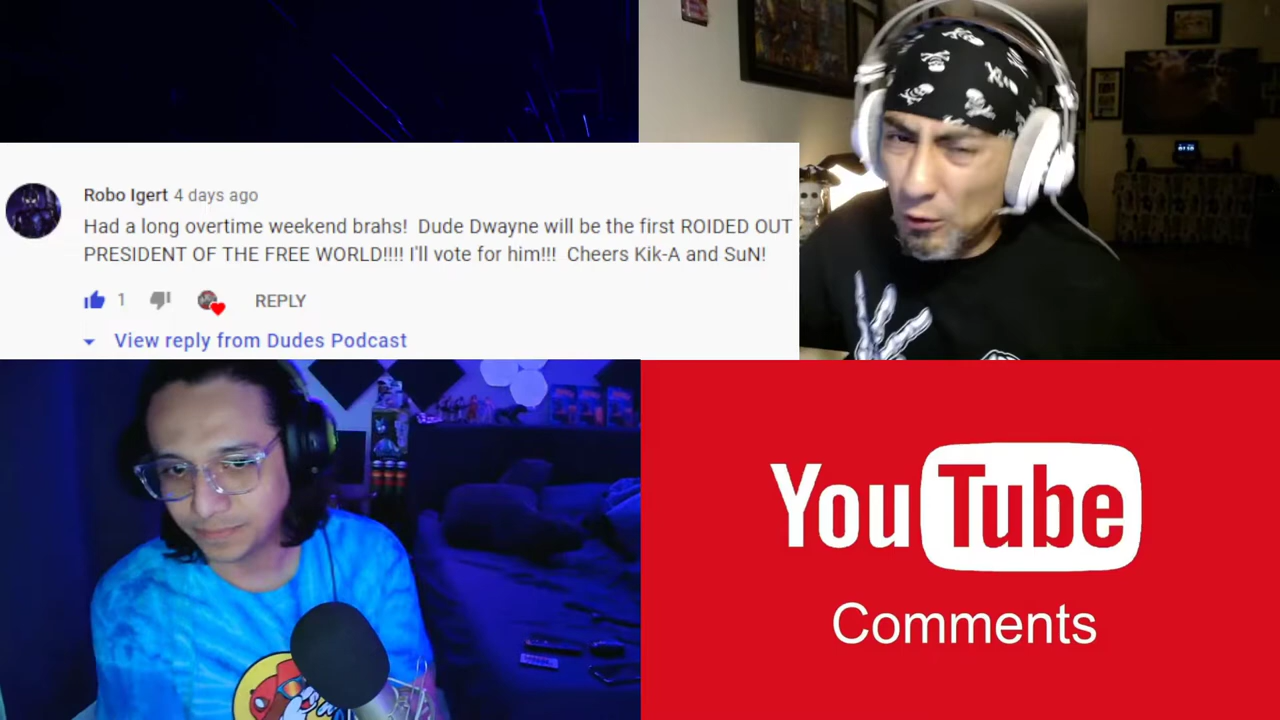 Robo Igert 4 days ago
Had a long overtime weekend brahs!  Dude Dwayne will be the first ROIDED OUT
PRESIDENT OF THE FREE WORLD!!!! I'll vote for him!!!  Cheers Kik-A and SuN!
1
REPLY
View reply from Dudes Podcast
YouTube
Comments